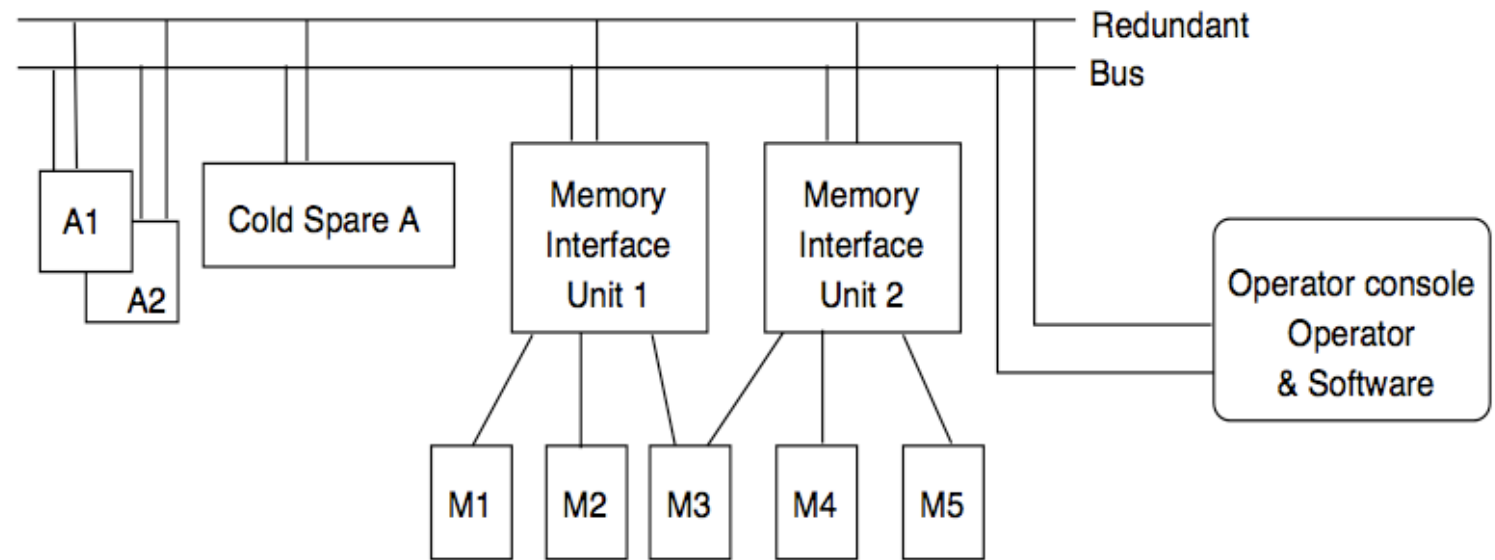 Redundant
Bus
A1
A2
Cold Spare A
Memory
Interface
Unit 1
Memory
Interface
Unit 2
Operator console
Operator
& Software
M1
M2
M3
M4
M5